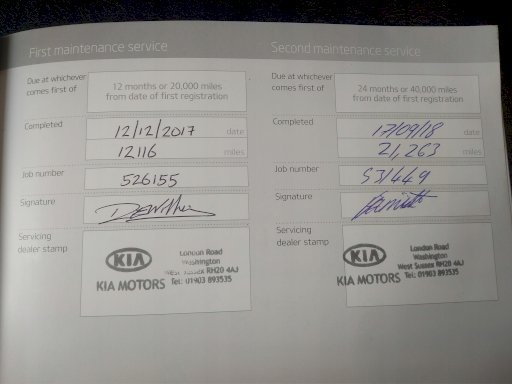 First maintenance service
Due at whichever
comes first of
12 months or 20,000 miles
from date of first registration
Completed
12/12/2017 date
12116 miles
Job number
526155
Signature
Servicing
dealer stamp
KIA
KIA MOTORS
London Road
Washington
West Sussex RH20 4AJ
Tel: 01903 893535
Second maintenance service
Due at whichever
comes first of
24 months or 40,000 miles
from date of first registration
Completed
17/09/18 date
21,263 miles
Job number
531449
Signature
Servicing
dealer stamp
KIA
KIA MOTORS
London Road
Washington
West Sussex RH20 4AJ
Tel: 01903 893535